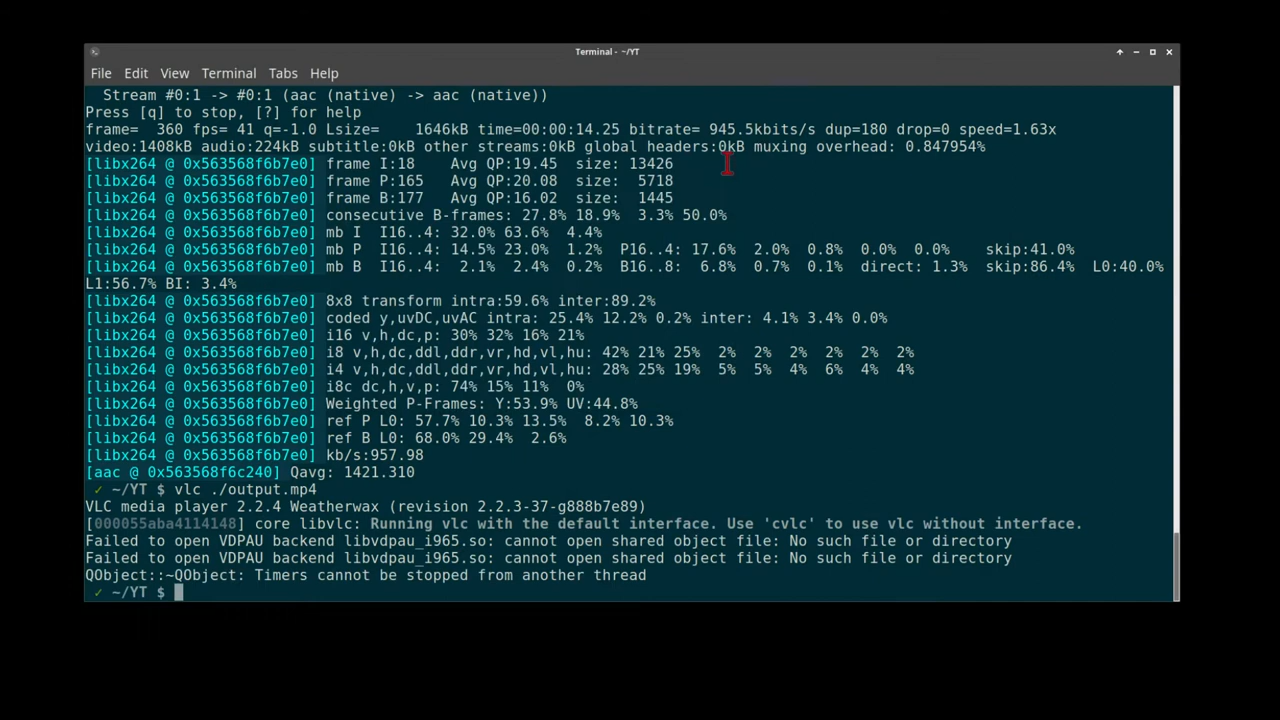 Terminal - ~/YT
File Edit View Terminal Tabs Help
Stream #0:1 -> #0:1 (aac (native) -> aac (native))
Press [q] to stop, [?] for help
frame=  360 fps= 41 q=-1.0 Lsize=    1646kB time=00:00:14.25 bitrate= 945.5kbits/s dup=180 drop=0 speed=1.63x
video:1408kB audio:224kB subtitle:0kB other streams:0kB global headers:0kB muxing overhead: 0.847954%
[libx264 @ 0x563568f6b7e0] frame I:18    Avg QP:19.45  size: 13426
[libx264 @ 0x563568f6b7e0] frame P:165   Avg QP:20.08  size:  5718
[libx264 @ 0x563568f6b7e0] frame B:177   Avg QP:16.02  size:  1445
[libx264 @ 0x563568f6b7e0] consecutive B-frames: 27.8% 18.9%  3.3% 50.0%
[libx264 @ 0x563568f6b7e0] mb I  I16..4: 32.0% 63.6%  4.4%
[libx264 @ 0x563568f6b7e0] mb P  I16..4: 14.5% 23.0%  1.2%  P16..4: 17.6%  2.0%  0.8%  0.0%  0.0%    skip:41.0%
[libx264 @ 0x563568f6b7e0] mb B  I16..4:  2.1%  2.4%  0.2%  B16..8:  6.8%  0.7%  0.1%  direct: 1.3%  skip:86.4%  L0:40.0%
L1:56.7% BI: 3.4%
[libx264 @ 0x563568f6b7e0] 8x8 transform intra:59.6% inter:89.2%
[libx264 @ 0x563568f6b7e0] coded y,uvDC,uvAC intra: 25.4% 12.2% 0.2% inter: 4.1% 3.4% 0.0%
[libx264 @ 0x563568f6b7e0] i16 v,h,dc,p: 30% 32% 16% 21%
[libx264 @ 0x563568f6b7e0] i8 v,h,dc,ddl,ddr,vr,hd,vl,hu: 42% 21% 25%  2%  2%  2%  2%  2%  2%
[libx264 @ 0x563568f6b7e0] i4 v,h,dc,ddl,ddr,vr,hd,vl,hu: 28% 25% 19%  5%  5%  4%  6%  4%  4%
[libx264 @ 0x563568f6b7e0] i8c dc,h,v,p: 74% 15% 11%  0%
[libx264 @ 0x563568f6b7e0] Weighted P-Frames: Y:53.9% UV:44.8%
[libx264 @ 0x563568f6b7e0] ref P L0: 57.7% 10.3% 13.5%  8.2% 10.3%
[libx264 @ 0x563568f6b7e0] ref B L0: 68.0% 29.4%  2.6%
[libx264 @ 0x563568f6b7e0] kb/s:957.98
[aac @ 0x563568f6c240] Qavg: 1421.310
✓ ~/YT $ vlc ./output.mp4
VLC media player 2.2.4 Weatherwax (revision 2.2.3-37-g888b7e89)
[000055aba4114148] core libvlc: Running vlc with the default interface. Use 'cvlc' to use vlc without interface.
Failed to open VDPAU backend libvdpau_i965.so: cannot open shared object file: No such file or directory
Failed to open VDPAU backend libvdpau_i965.so: cannot open shared object file: No such file or directory
QObject::~QObject: Timers cannot be stopped from another thread
✓ ~/YT $